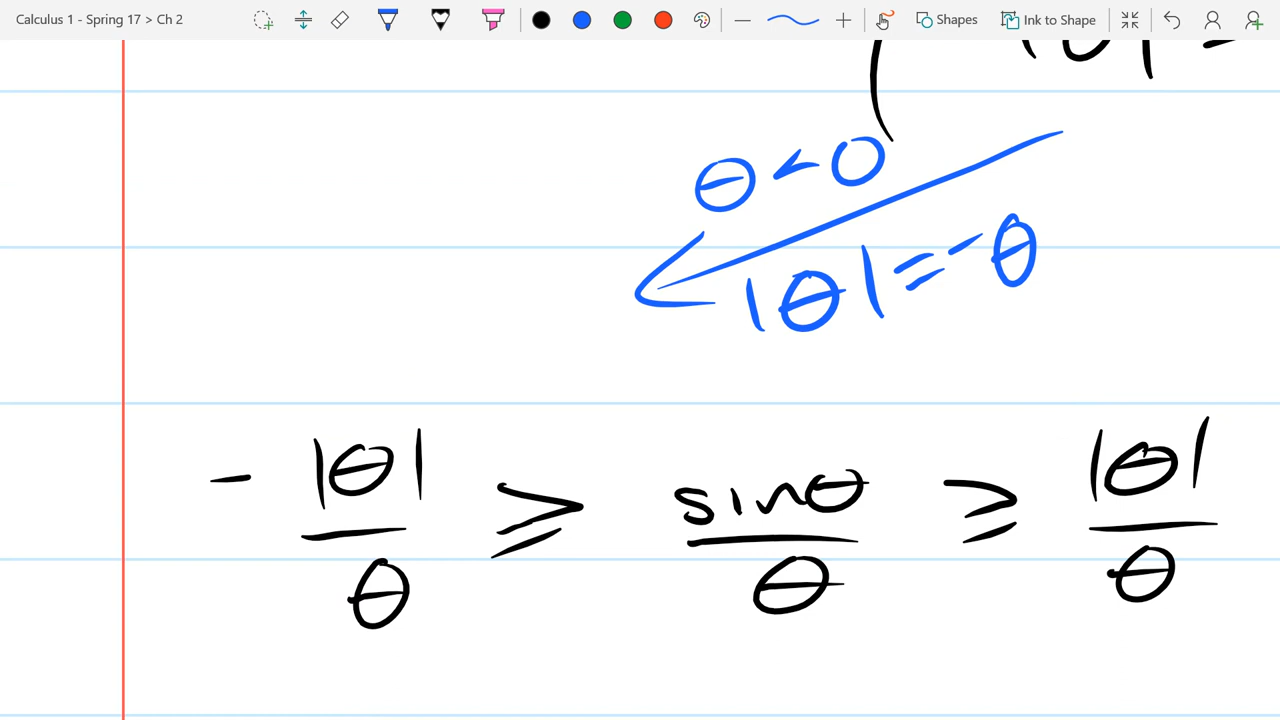 Calculus 1 - Spring 17 > Ch 2
Shapes
Ink to Shape
|θ| =
θ < 0
|θ| = -θ
- |θ|/θ ≥ sinθ/θ ≥ |θ|/θ